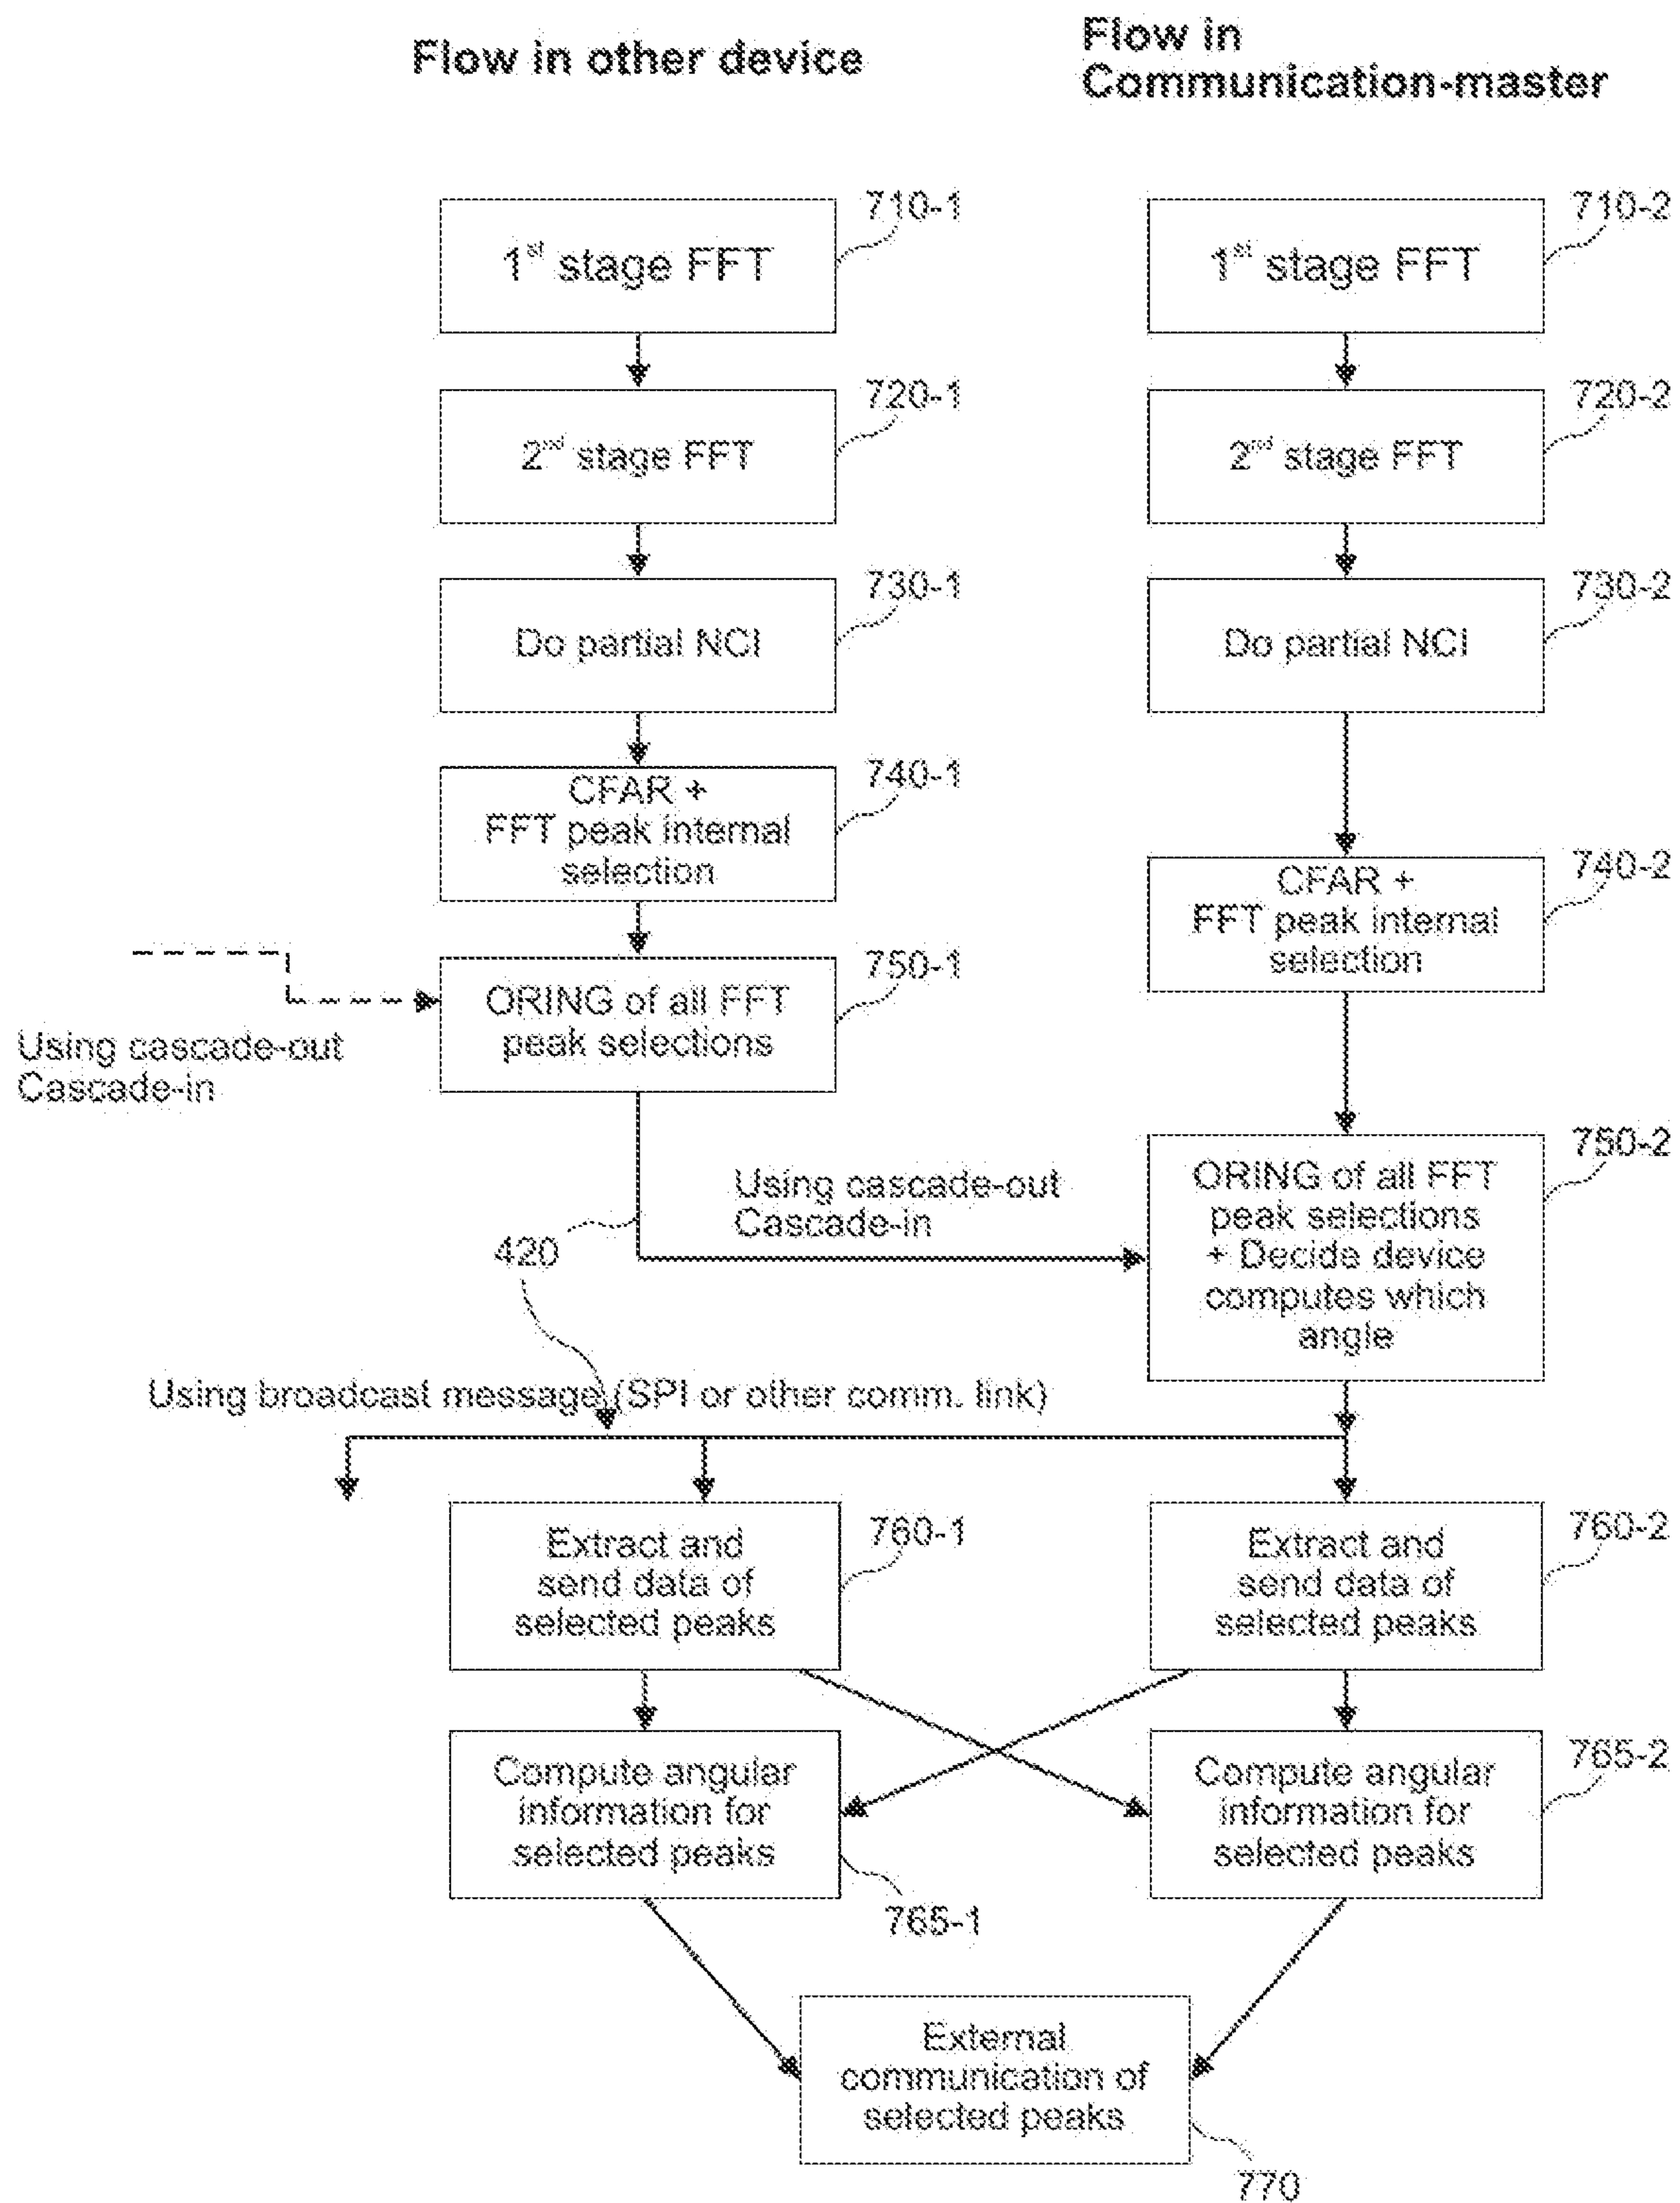 Flow in other device
Flow in
Communication-master
710-1
1st stage FFT
710-2
1st stage FFT
720-1
2nd stage FFT
720-2
2nd stage FFT
730-1
Do partial NCI
730-2
Do partial NCI
740-1
CFAR +
FFT peak internal
selection
740-2
CFAR +
FFT peak internal
selection
750-1
ORING of all FFT
peak selections
Using cascade-out
Cascade-in
750-2
ORING of all FFT
peak selections
+ Decide device
computes which
angle
Using cascade-out
Cascade-in
420
Using broadcast message (SPI or other comm. link)
760-1
Extract and
send data of
selected peaks
760-2
Extract and
send data of
selected peaks
Compute angular
information for
selected peaks
765-1
765-2
Compute angular
information for
selected peaks
External
communication of
selected peaks
770